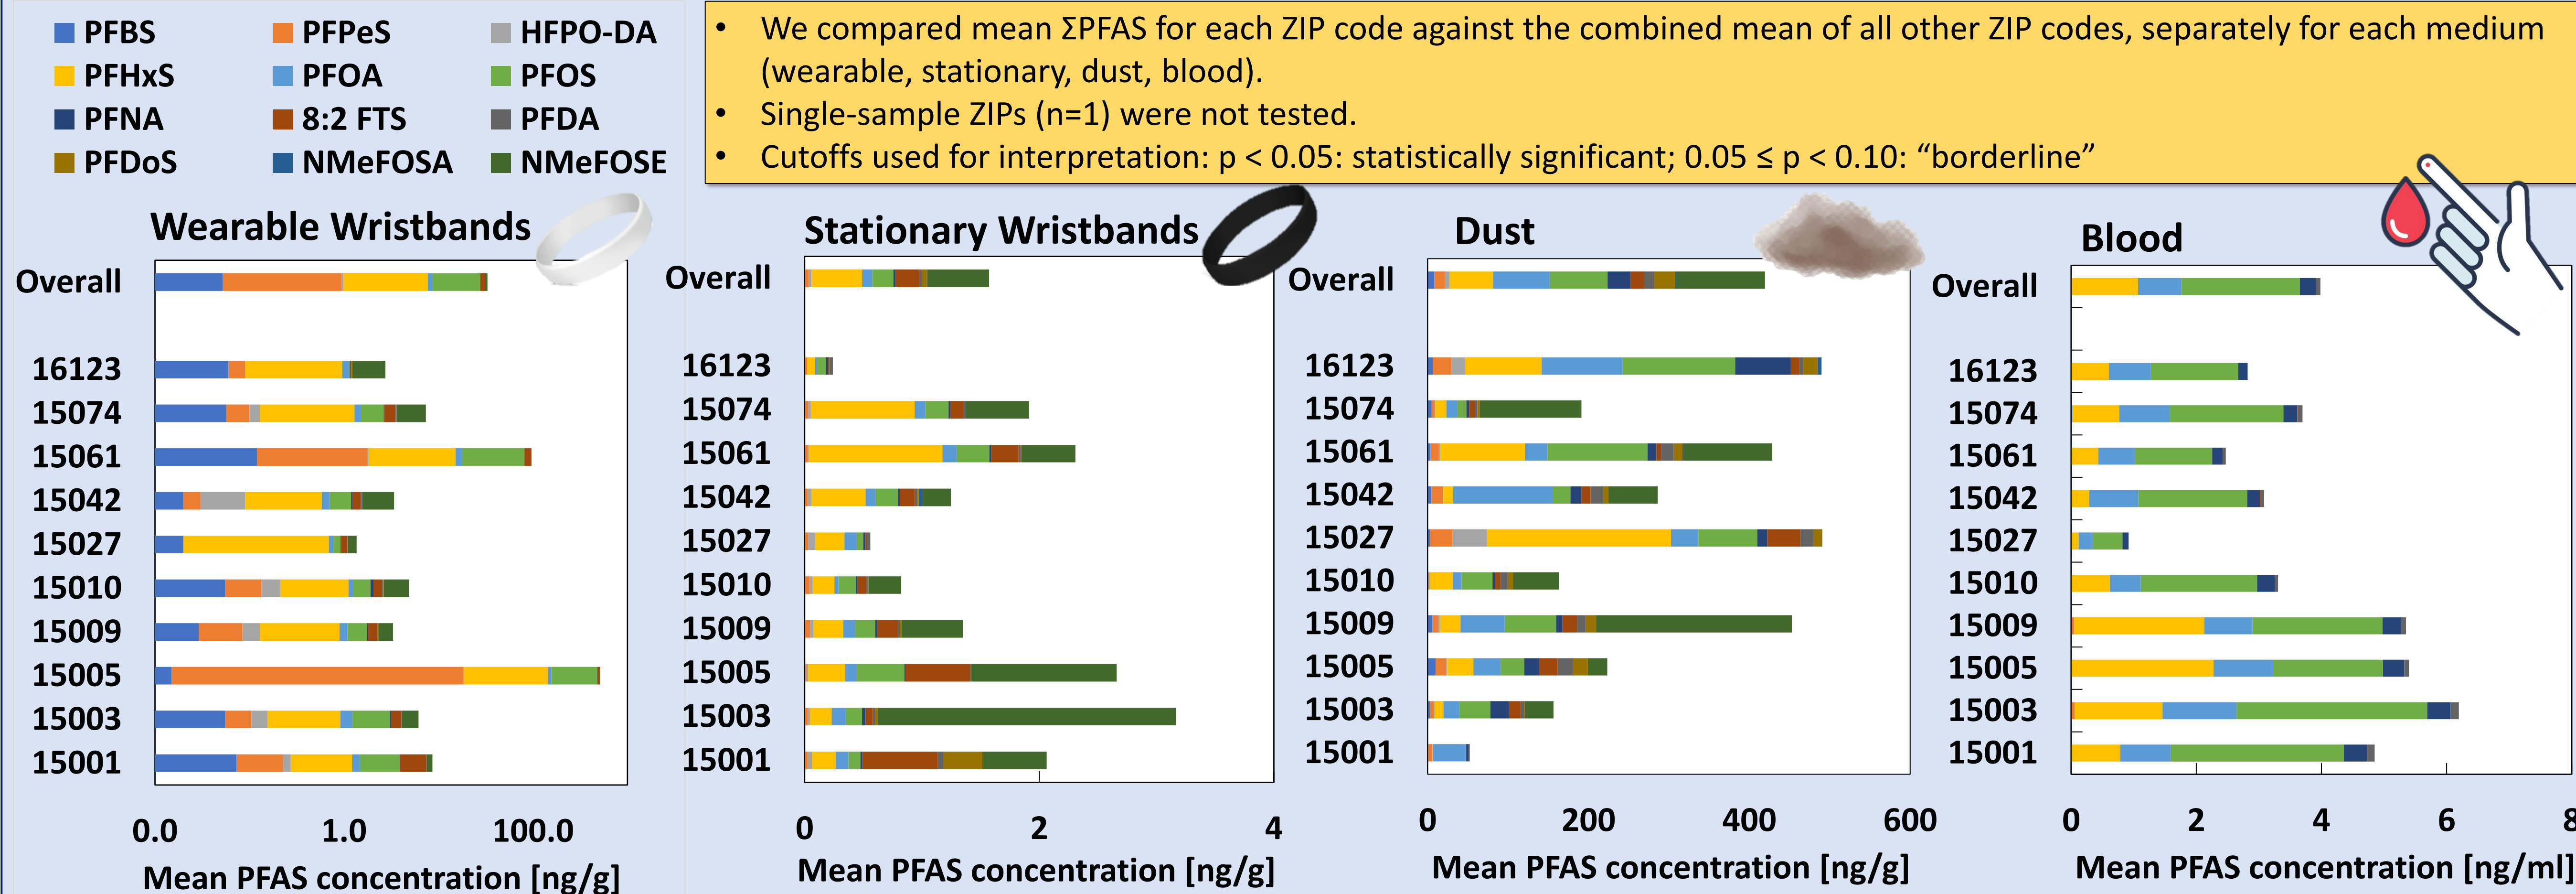 PFBS PFPeS HFPO-DA
PFHxS PFOA PFOS
PFNA 8:2 FTS PFDA
PFDoS NMeFOSA NMeFOSE
• We compared mean ΣPFAS for each ZIP code against the combined mean of all other ZIP codes, separately for each medium
(wearable, stationary, dust, blood).
• Single-sample ZIPs (n=1) were not tested.
• Cutoffs used for interpretation: p < 0.05: statistically significant; 0.05 ≤ p < 0.10: “borderline”
Wearable Wristbands
Overall
16123
15074
15061
15042
15027
15010
15009
15005
15003
15001
0.0 1.0 100.0
Mean PFAS concentration [ng/g]
Stationary Wristbands
Overall
16123
15074
15061
15042
15027
15010
15009
15005
15003
15001
0 2 4
Mean PFAS concentration [ng/g]
Dust
Overall
16123
15074
15061
15042
15027
15010
15009
15005
15003
15001
0 200 400 600
Mean PFAS concentration [ng/g]
Blood
Overall
16123
15074
15061
15042
15027
15010
15009
15005
15003
15001
0 2 4 6 8
Mean PFAS concentration [ng/ml]